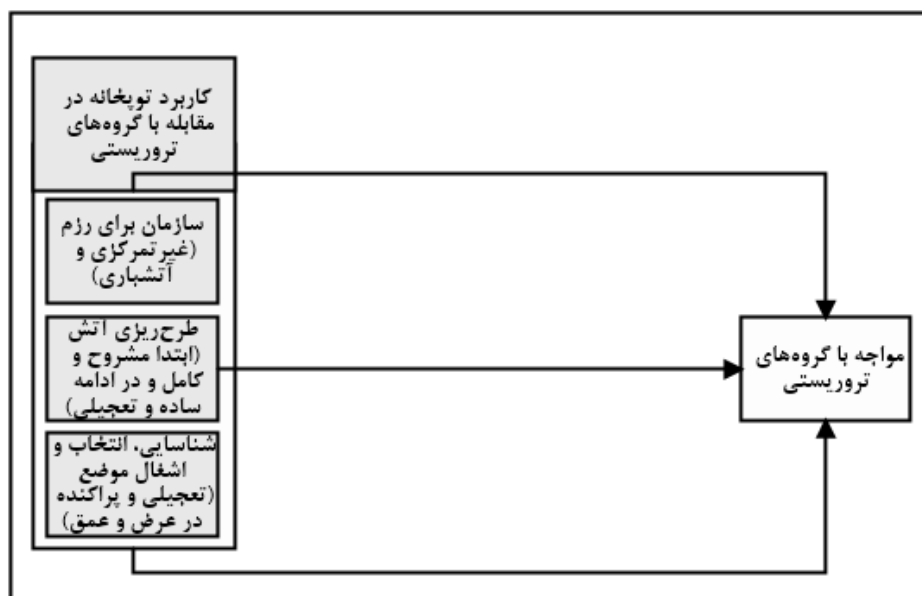 کاربرد توپخانه در
مقابله با گروه‌های
تروریستی
سازمان برای رزم
(غیرتمرکزی و
آتشباری)
طرح‌ریزی آتش
(ابتدا مشروح و
کامل و در ادامه
ساده و تعجیلی)
شناسایی، انتخاب و
اشغال موضع
(تعجیلی و پراکنده
در عرض و عمق)
مواجه با گروه‌های
تروریستی